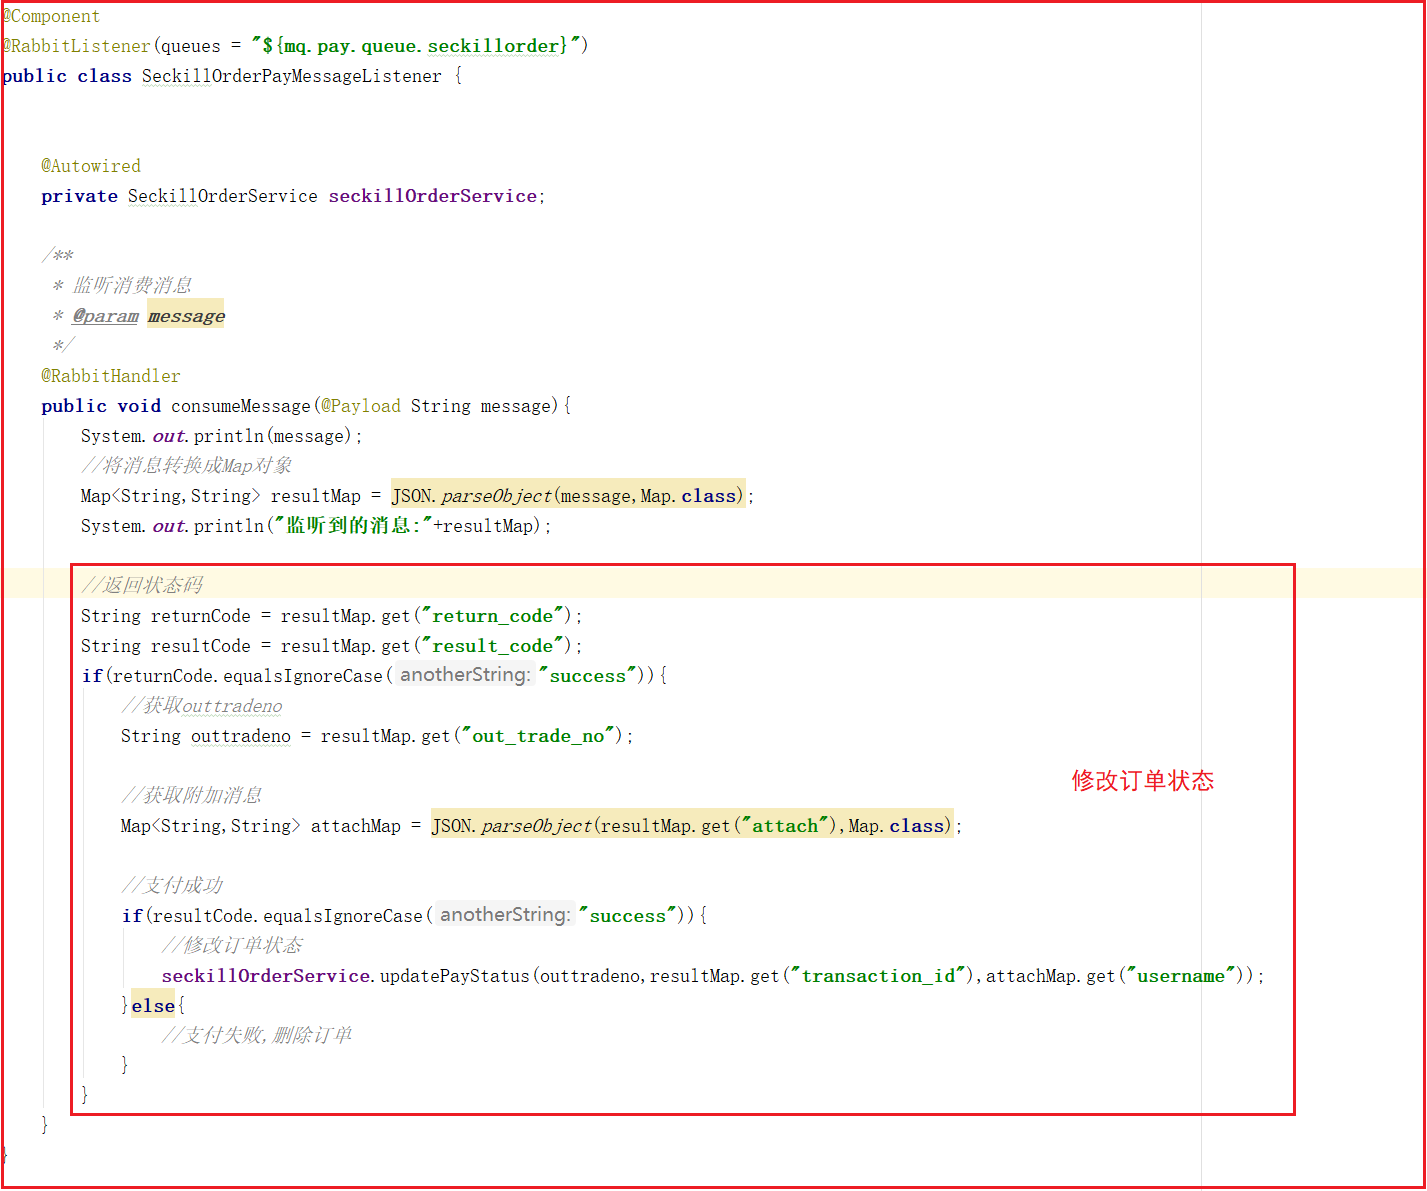 @Component
@RabbitListener(queues = "${mq.pay.queue.seckillorder}")
public class SeckillOrderPayMessageListener {
@Autowired
private SeckillOrderService seckillOrderService;
/**
* 监听消费消息
* @param message
*/
@RabbitHandler
public void consumeMessage(@Payload String message){
System.out.println(message);
//将消息转换成Map对象
Map<String,String> resultMap = JSON.parseObject(message,Map.class);
System.out.println("监听到的消息:"+resultMap);
//返回状态码
String returnCode = resultMap.get("return_code");
String resultCode = resultMap.get("result_code");
if(returnCode.equalsIgnoreCase( anotherString: "success")){
//获取outtradeno
String outtradeno = resultMap.get("out_trade_no");
修改订单状态
//获取附加消息
Map<String,String> attachMap = JSON.parseObject(resultMap.get("attach"),Map.class);
//支付成功
if(resultCode.equalsIgnoreCase( anotherString: "success")){
//修改订单状态
seckillOrderService.updatePayStatus(outtradeno,resultMap.get("transaction_id"),attachMap.get("username"));
}else{
//支付失败,删除订单
}
}
}
}